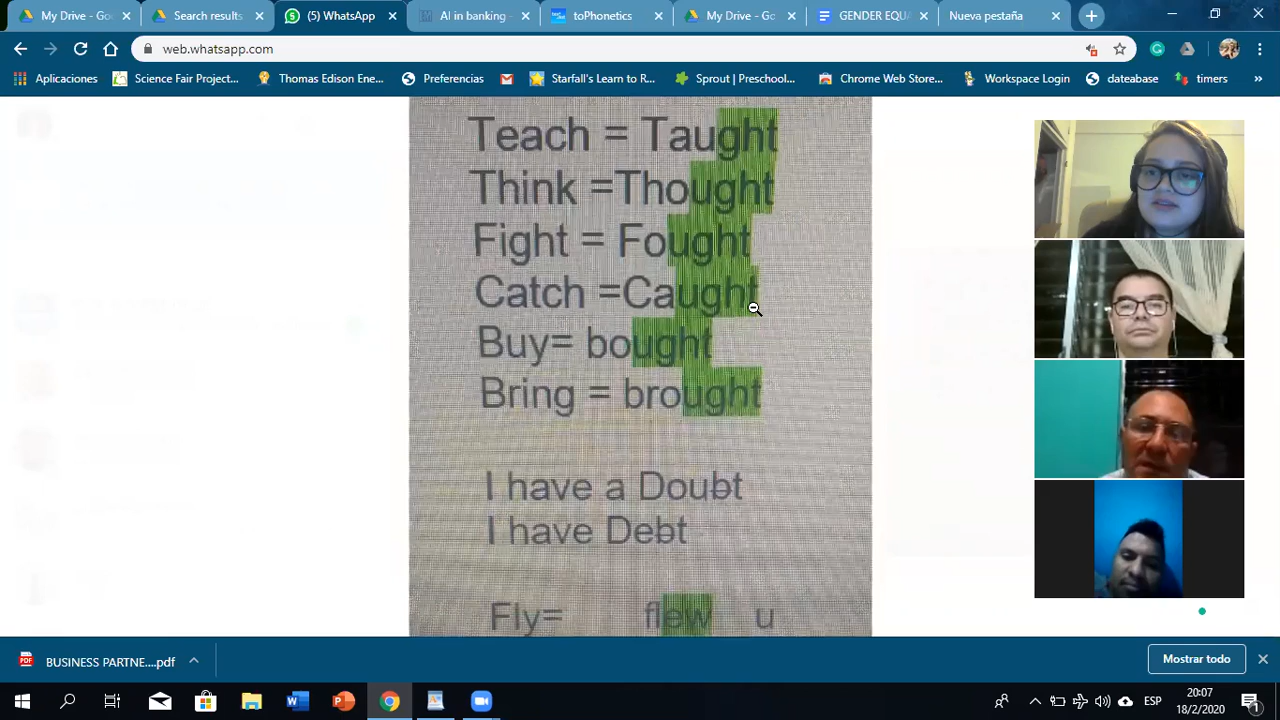 My Drive - Goo
Search results
(5) WhatsApp
AI in banking -
toPhonetics
My Drive - Go
GENDER EQUA
Nueva pestaña
web.whatsapp.com
Aplicaciones
Science Fair Project...
Thomas Edison Ene...
Preferencias
Starfall's Learn to R...
Sprout | Preschool...
Chrome Web Store...
Workspace Login
dateabase
timers
»
Teach = Taught
Think =Thought
Fight = Fought
Catch =Caught
Buy= bought
Bring = brought
I have a Doubt
I have Debt
Fly= flew u
BUSINESS PARTNE....pdf
Mostrar todo
ESP
20:07
18/2/2020